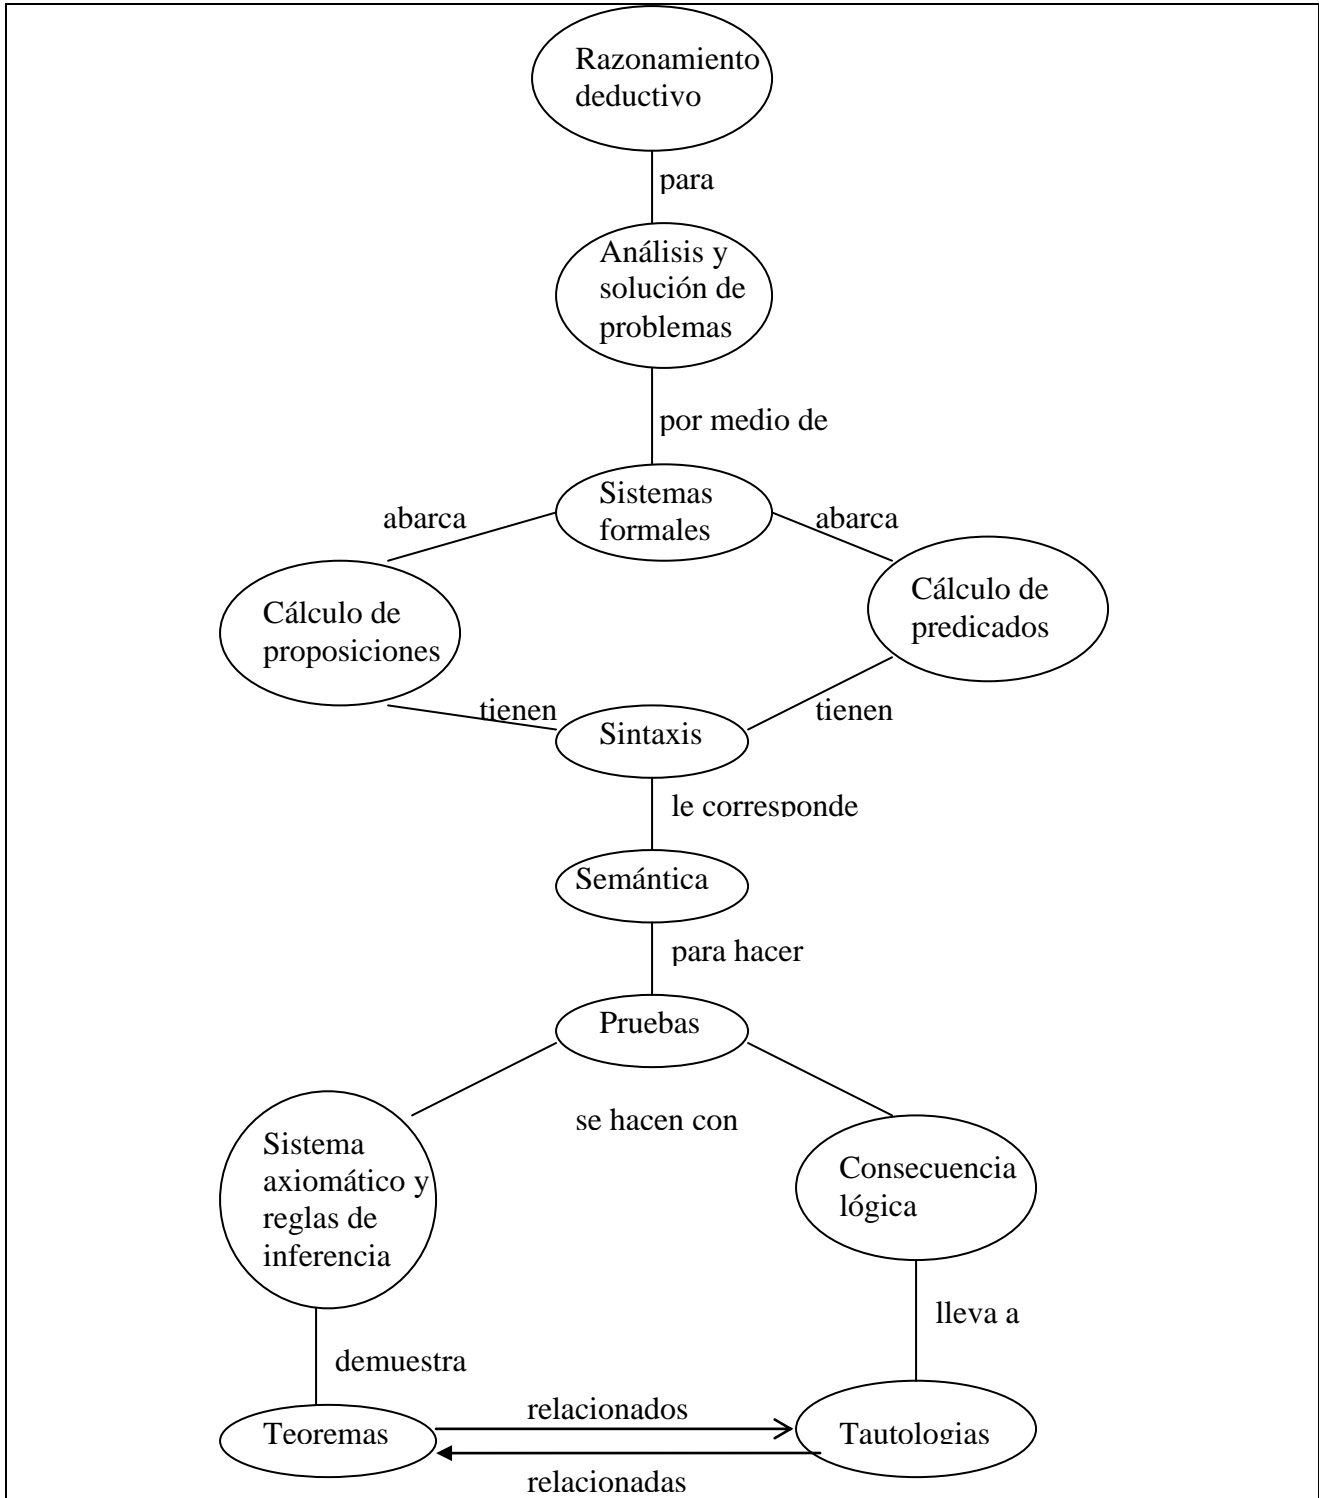 Razonamiento
deductivo
para
Análisis y
solución de
problemas
por medio de
Sistemas
formales
abarca
abarca
Cálculo de
proposiciones
Cálculo de
predicados
tienen
tienen
Sintaxis
le corresponde
Semántica
para hacer
Pruebas
se hacen con
Sistema
axiomático y
reglas de
inferencia
Consecuencia
lógica
lleva a
demuestra
relacionados
Teoremas
Tautologias
relacionadas